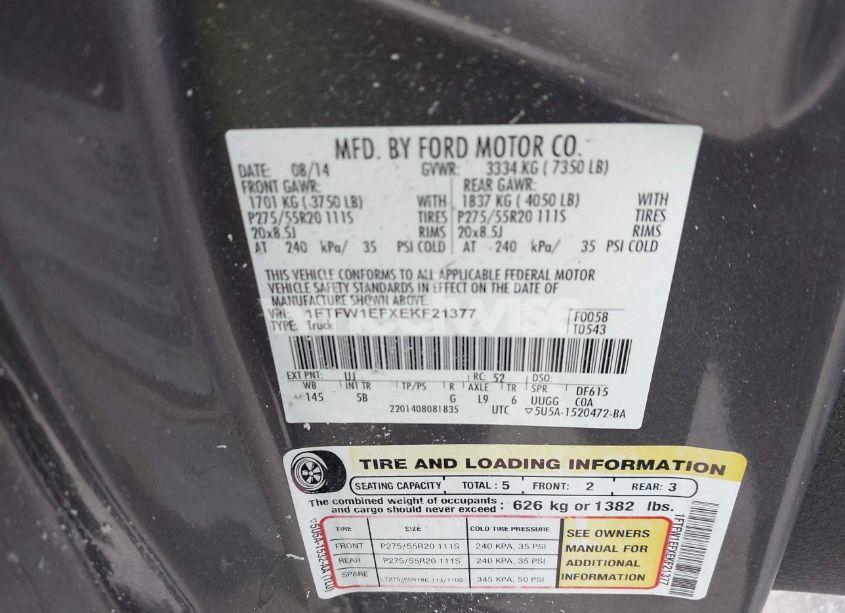 MFD. BY FORD MOTOR CO.
DATE: 08/14 GVWR: 3334 KG ( 7350 LB)
FRONT GAWR: REAR GAWR:
1701 KG ( 3750 LB) WITH 1837 KG ( 4050 LB) WITH
P275/55R20 111S TIRES P275/55R20 111S TIRES
20x8.5J RIMS 20x8.5J RIMS
AT 240 kPa/ 35 PSI COLD AT 240 kPa/ 35 PSI COLD
THIS VEHICLE CONFORMS TO ALL APPLICABLE FEDERAL MOTOR
VEHICLE SAFETY STANDARDS IN EFFECT ON THE DATE OF
MANUFACTURE SHOWN ABOVE.
VIN: 1FTFW1EFXEKF21377 F0058
TYPE: Truck T0543
EXT PNT: UJ RC: 52 DSO:
WB INT TR TP/PS R AXLE TR SPR DF615
145 5B G L9 6 UUGG COA
2201408081835 UTC ▽5U5A-1520472-BA
TIRE AND LOADING INFORMATION
SEATING CAPACITY TOTAL : 5 FRONT: 2 REAR: 3
The combined weight of occupants
and cargo should never exceed : 626 kg or 1382 lbs.
TIRE SIZE COLD TIRE PRESSURE
FRONT P275/55R20 111S 240 KPA, 35 PSI
REAR P275/55R20 111S 240 KPA, 35 PSI
SPARE 345 KPA, 50 PSI
SEE OWNERS
MANUAL FOR
ADDITIONAL
INFORMATION
1FTFW1EFXEKF21377